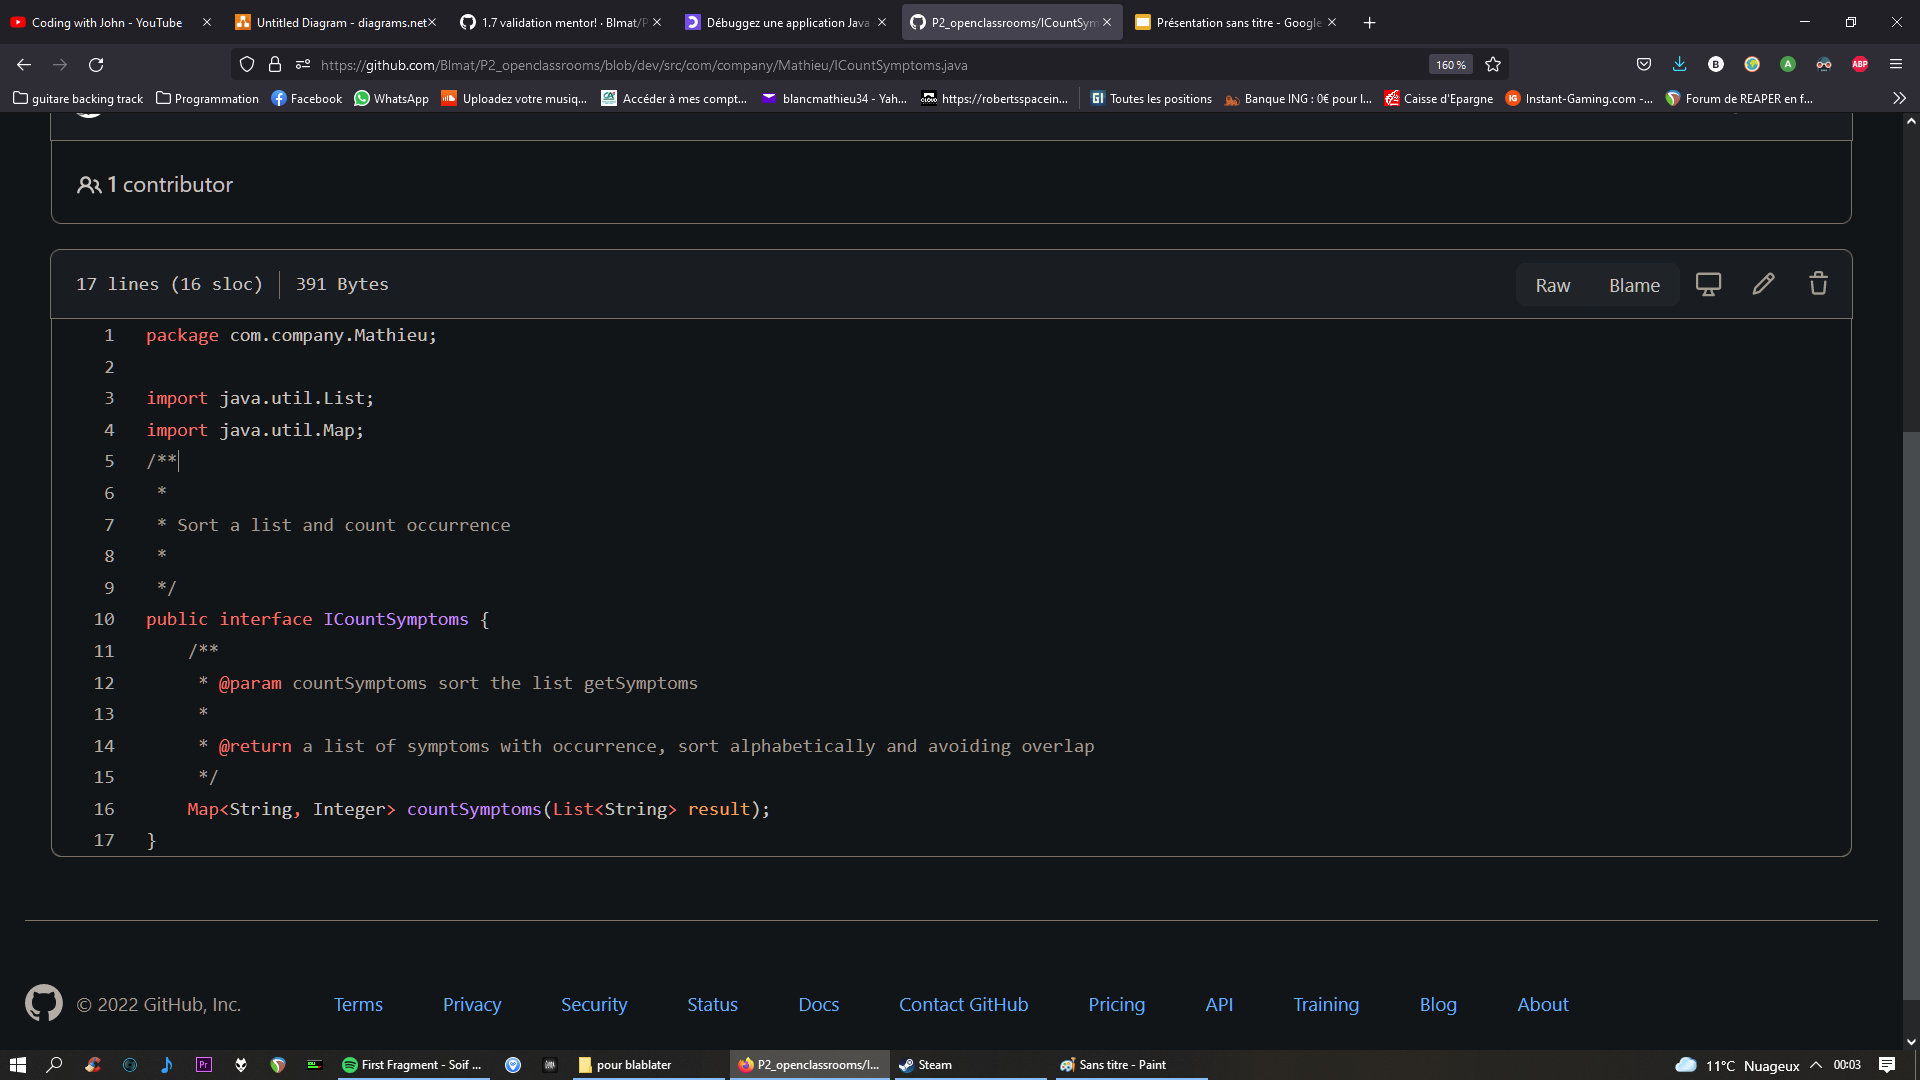 Coding with John - YouTube
Untitled Diagram - diagrams.net
1.7 validation mentor! · Blmat/P
Débuggez une application Java
P2_openclassrooms/ICountSym
Présentation sans titre - Google
https://github.com/Blmat/P2_openclassrooms/blob/dev/src/com/company/Mathieu/ICountSymptoms.java
160 %
guitare backing track
Programmation
Facebook
WhatsApp
Uploadez votre musiq...
Accéder à mes compt...
blancmathieu34 - Yah...
https://robertsspacein...
Toutes les positions
Banque ING : 0€ pour l...
Caisse d'Epargne
Instant-Gaming.com -...
Forum de REAPER en f...
1 contributor
17 lines (16 sloc) 391 Bytes
Raw Blame
1 package com.company.Mathieu;
2
3 import java.util.List;
4 import java.util.Map;
5 /**
6 *
7 * Sort a list and count occurrence
8 *
9 */
10 public interface ICountSymptoms {
11 /**
12 * @param countSymptoms sort the list getSymptoms
13 *
14 * @return a list of symptoms with occurrence, sort alphabetically and avoiding overlap
15 */
16 Map<String, Integer> countSymptoms(List<String> result);
17 }
© 2022 GitHub, Inc. Terms Privacy Security Status Docs Contact GitHub Pricing API Training Blog About
First Fragment - Soif ...
pour blablater
P2_openclassrooms/I...
Steam
Sans titre - Paint
11°C Nuageux
00:03